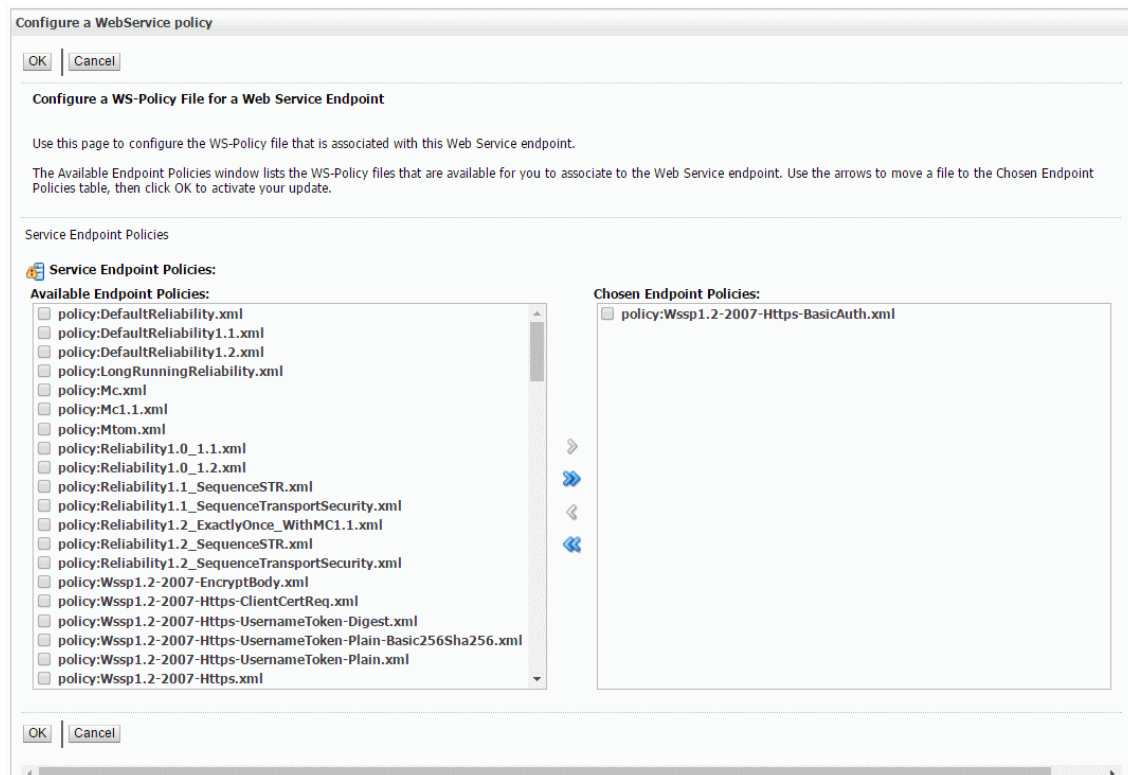 Configure a WebService policy
OK Cancel
Configure a WS-Policy File for a Web Service Endpoint
Use this page to configure the WS-Policy file that is associated with this Web Service endpoint.
The Available Endpoint Policies window lists the WS-Policy files that are available for you to associate to the Web Service endpoint. Use the arrows to move a file to the Chosen Endpoint
Policies table, then click OK to activate your update.
Service Endpoint Policies
Service Endpoint Policies:
Available Endpoint Policies:
policy:DefaultReliability.xml
policy:DefaultReliability1.1.xml
policy:DefaultReliability1.2.xml
policy:LongRunningReliability.xml
policy:Mc.xml
policy:Mc1.1.xml
policy:Mtom.xml
policy:Reliability1.0_1.1.xml
policy:Reliability1.0_1.2.xml
policy:Reliability1.1_SequenceSTR.xml
policy:Reliability1.1_SequenceTransportSecurity.xml
policy:Reliability1.2_ExactlyOnce_WithMC1.1.xml
policy:Reliability1.2_SequenceSTR.xml
policy:Reliability1.2_SequenceTransportSecurity.xml
policy:Wssp1.2-2007-EncryptBody.xml
policy:Wssp1.2-2007-Https-ClientCertReq.xml
policy:Wssp1.2-2007-Https-UsernameToken-Digest.xml
policy:Wssp1.2-2007-Https-UsernameToken-Plain-Basic256Sha256.xml
policy:Wssp1.2-2007-Https-UsernameToken-Plain.xml
policy:Wssp1.2-2007-Https.xml
Chosen Endpoint Policies:
policy:Wssp1.2-2007-Https-BasicAuth.xml
OK Cancel